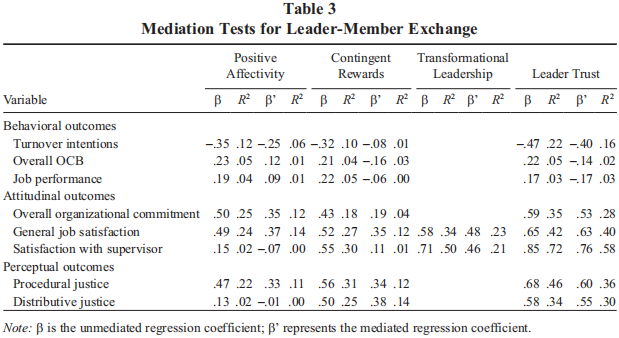 Table 3
Mediation Tests for Leader-Member Exchange
Positive Affectivity Contingent Rewards Transformational Leadership Leader Trust
Variable β R² β’ R² β R² β’ R² β R² β’ R² β R² β’ R²
Behavioral outcomes
Turnover intentions −.35 .12 −.25 .06 −.32 .10 −.08 .01 −.47 .22 −.40 .16
Overall OCB .23 .05 .12 .01 .21 .04 −.16 .03 .22 .05 −.14 .02
Job performance .19 .04 .09 .01 .22 .05 −.06 .00 .17 .03 −.17 .03
Attitudinal outcomes
Overall organizational commitment .50 .25 .35 .12 .43 .18 .19 .04 .59 .35 .53 .28
General job satisfaction .49 .24 .37 .14 .52 .27 .35 .12 .58 .34 .48 .23 .65 .42 .63 .40
Satisfaction with supervisor .15 .02 −.07 .00 .55 .30 .11 .01 .71 .50 .46 .21 .85 .72 .76 .58
Perceptual outcomes
Procedural justice .47 .22 .33 .11 .56 .31 .34 .12 .68 .46 .60 .36
Distributive justice .13 .02 −.01 .00 .50 .25 .38 .14 .58 .34 .55 .30
Note: β is the unmediated regression coefficient; β’ represents the mediated regression coefficient.